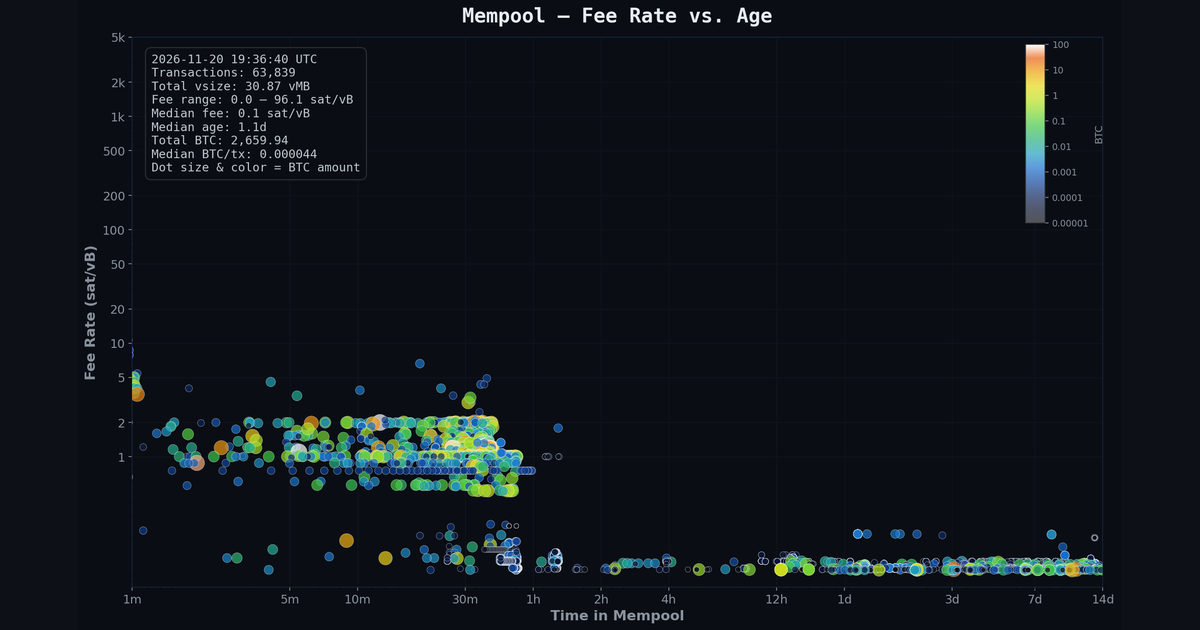 Mempool — Fee Rate vs. Age
5k
2k
1k
500
200
100
50
20
10
5
2
1
Fee Rate (sat/vB)
2026-11-20 19:36:40 UTC
Transactions: 63,839
Total vsize: 30.87 vMB
Fee range: 0.0 — 96.1 sat/vB
Median fee: 0.1 sat/vB
Median age: 1.1d
Total BTC: 2,659.94
Median BTC/tx: 0.000044
Dot size & color = BTC amount
100
10
1
0.1
0.01
0.001
0.0001
0.00001
BTC
1m 5m 10m 30m 1h 2h 4h 12h 1d 3d 7d 14d
Time in Mempool